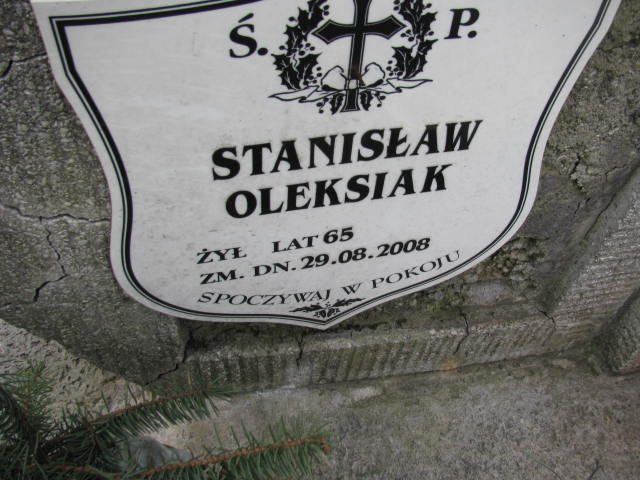 Ś. P.
STANISŁAW
OLEKSIAK
ŻYŁ LAT 65
ZM. DN. 29.08.2008
SPOCZYWAJ W POKOJU